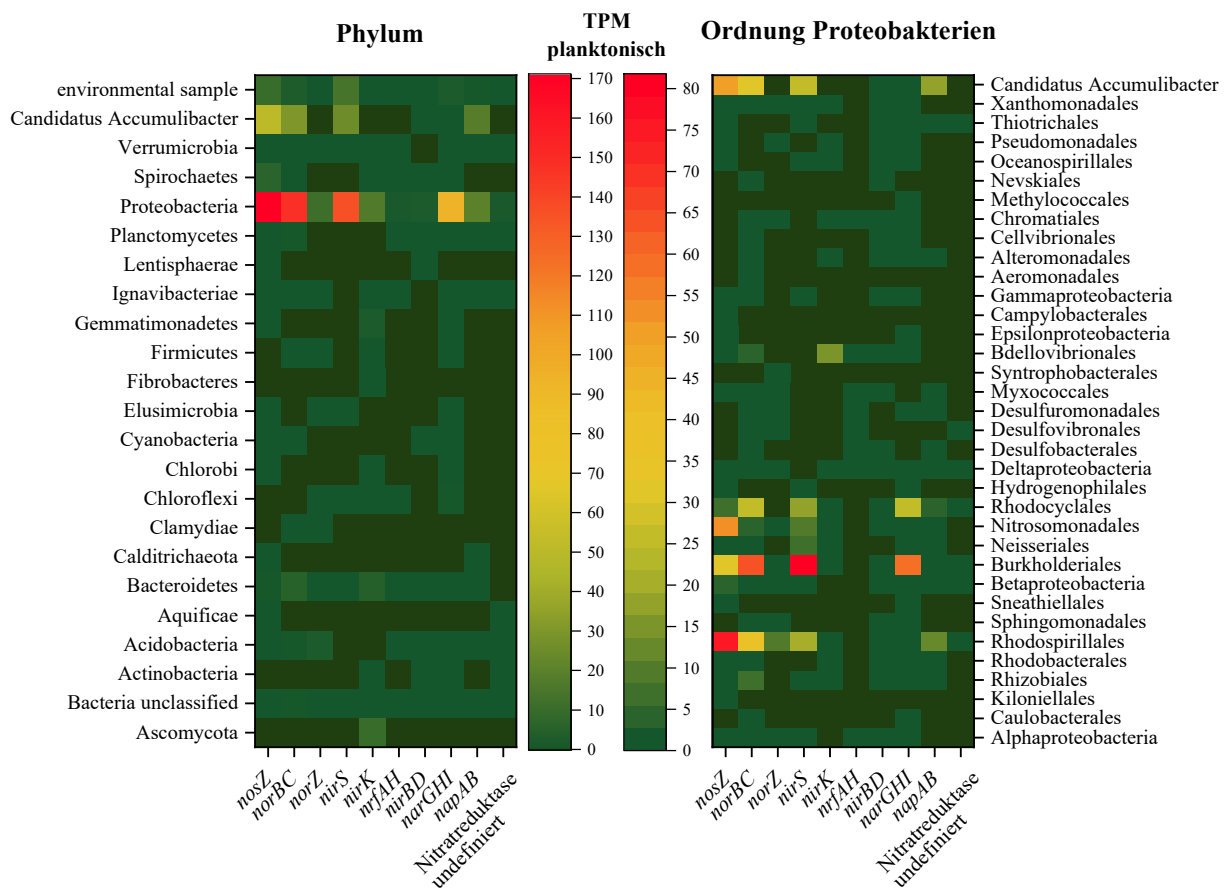 Phylum
TPM
planktonisch
Ordnung Proteobakterien
environmental sample
Candidatus Accumulibacter
Verrumicrobia
Spirochaetes
Proteobacteria
Planctomycetes
Lentisphaerae
Ignavibacteriae
Gemmatimonadetes
Firmicutes
Fibrobacteres
Elusimicrobia
Cyanobacteria
Chlorobi
Chloroflexi
Clamydiae
Calditrichaeota
Bacteroidetes
Aquificae
Acidobacteria
Actinobacteria
Bacteria unclassified
Ascomycota
nosZ
norBC
norZ
nirS
nirK
nrfAH
nirBD
narGHI
napAB
Nitratreduktase
undefiniert
170
160
150
140
130
120
110
100
90
80
70
60
50
40
30
20
10
0
80
75
70
65
60
55
50
45
40
35
30
25
20
15
10
5
0
Candidatus Accumulibacter
Xanthomonadales
Thiotrichales
Pseudomonadales
Oceanospirillales
Nevskiales
Methylococcales
Chromatiales
Cellvibrionales
Alteromonadales
Aeromonadales
Gammaproteobacteria
Campylobacterales
Epsilonproteobacteria
Bdellovibrionales
Syntrophobacterales
Myxococcales
Desulfuromonadales
Desulfovibronales
Desulfobacterales
Deltaproteobacteria
Hydrogenophilales
Rhodocyclales
Nitrosomonadales
Neisseriales
Burkholderiales
Betaproteobacteria
Sneathiellales
Sphingomonadales
Rhodospirillales
Rhodobacterales
Rhizobiales
Kiloniellales
Caulobacterales
Alphaproteobacteria
nosZ
norBC
norZ
nirS
nirK
nrfAH
nirBD
narGHI
napAB
Nitratreduktase
undefiniert